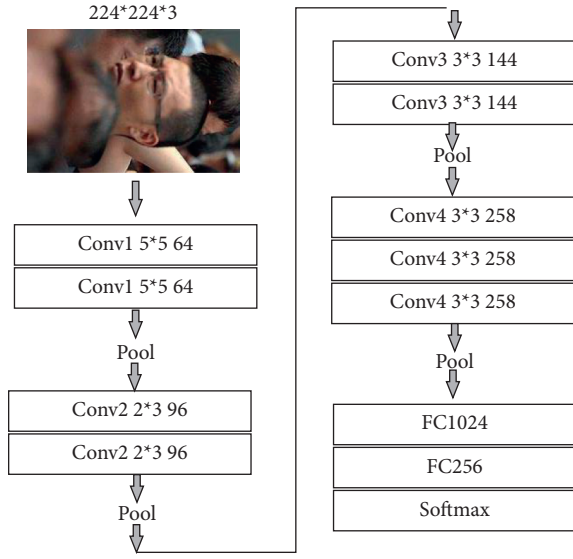 224*224*3
Conv1 5*5 64
Conv1 5*5 64
Pool
Conv2 2*3 96
Conv2 2*3 96
Pool
Conv3 3*3 144
Conv3 3*3 144
Pool
Conv4 3*3 258
Conv4 3*3 258
Conv4 3*3 258
Pool
FC1024
FC256
Softmax